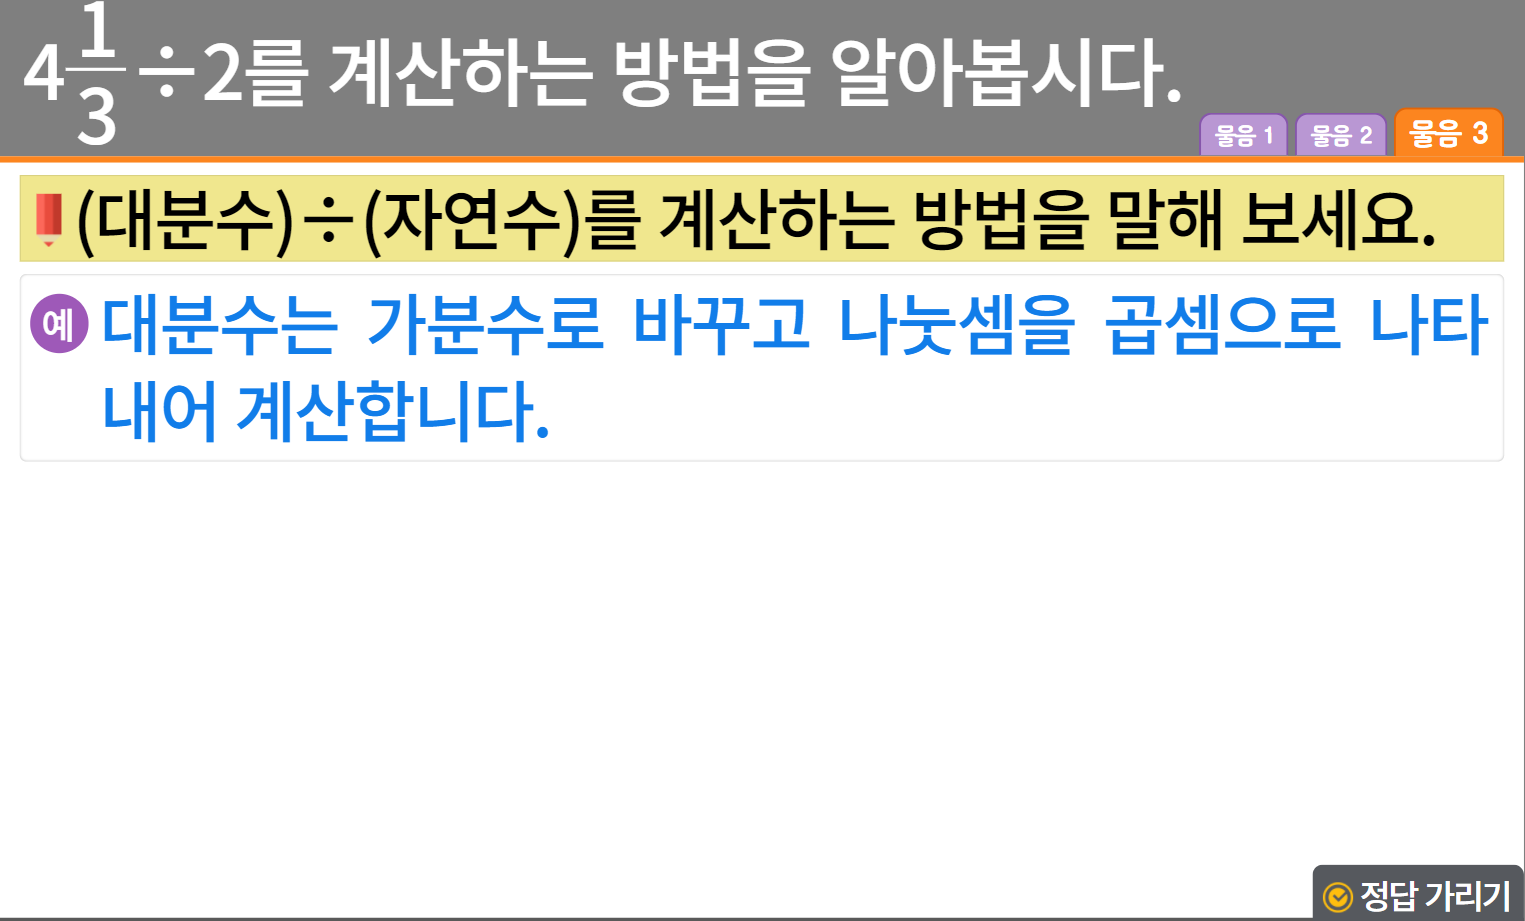 4 1/3 ÷2를 계산하는 방법을 알아봅시다.
물음 1 물음 2 물음 3
(대분수)÷(자연수)를 계산하는 방법을 말해 보세요.
예 대분수는 가분수로 바꾸고 나눗셈을 곱셈으로 나타
내어 계산합니다.
정답 가리기